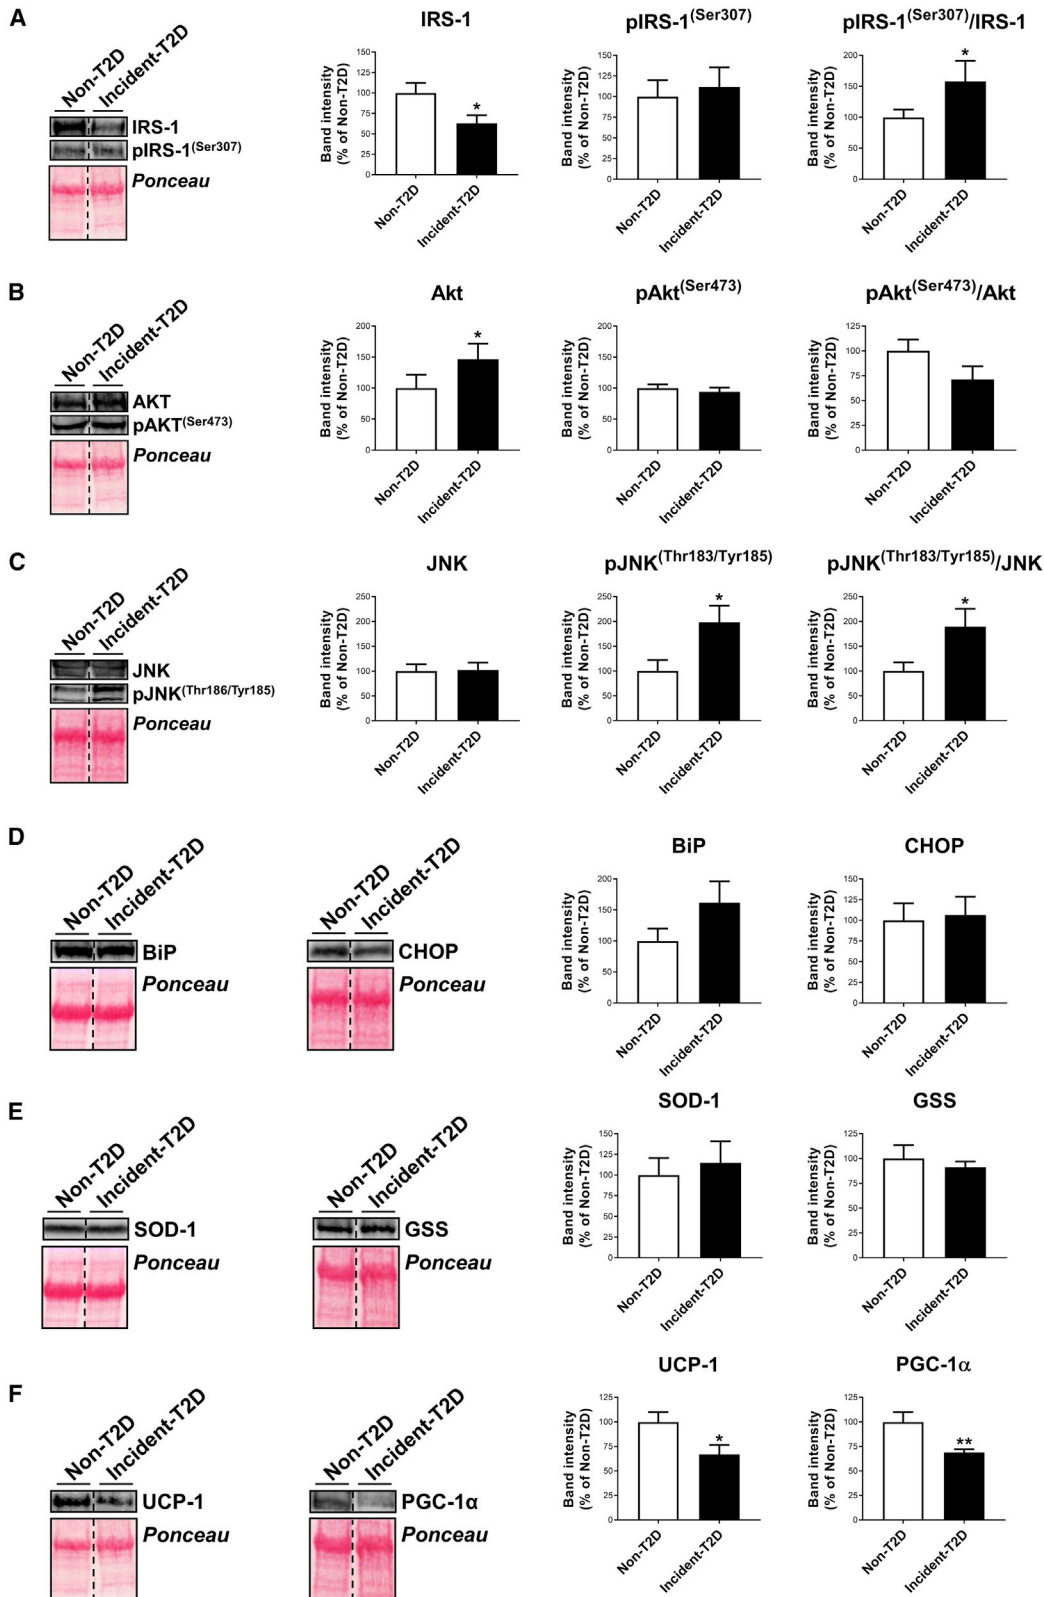 A
Non-T2D
Incident-T2D
IRS-1
pIRS-1(Ser307)
Ponceau
IRS-1
Band intensity
(% of Non-T2D)
150
125
100
75
50
25
0
*
Non-T2D
Incident-T2D
pIRS-1(Ser307)
Band intensity
(% of Non-T2D)
150
125
100
75
50
25
0
Non-T2D
Incident-T2D
pIRS-1(Ser307)/IRS-1
Band intensity
(% of Non-T2D)
200
150
100
50
0
*
Non-T2D
Incident-T2D
B
Non-T2D
Incident-T2D
AKT
pAKT(Ser473)
Ponceau
Akt
Band intensity
(% of Non-T2D)
200
150
100
50
0
*
Non-T2D
Incident-T2D
pAkt(Ser473)
Band intensity
(% of Non-T2D)
200
150
100
50
0
Non-T2D
Incident-T2D
pAkt(Ser473)/Akt
Band intensity
(% of Non-T2D)
125
100
75
50
25
0
Non-T2D
Incident-T2D
C
Non-T2D
Incident-T2D
JNK
pJNK(Thr186/Tyr185)
Ponceau
JNK
Band intensity
(% of Non-T2D)
250
200
150
100
50
0
Non-T2D
Incident-T2D
pJNK(Thr183/Tyr185)
Band intensity
(% of Non-T2D)
250
200
150
100
50
0
*
Non-T2D
Incident-T2D
pJNK(Thr183/Tyr185)/JNK
Band intensity
(% of Non-T2D)
250
200
150
100
50
0
*
Non-T2D
Incident-T2D
D
Non-T2D
Incident-T2D
BiP
Ponceau
Non-T2D
Incident-T2D
CHOP
Ponceau
BiP
Band intensity
(% of Non-T2D)
200
150
100
50
0
Non-T2D
Incident-T2D
CHOP
Band intensity
(% of Non-T2D)
150
125
100
75
50
25
0
Non-T2D
Incident-T2D
E
Non-T2D
Incident-T2D
SOD-1
Ponceau
Non-T2D
Incident-T2D
GSS
Ponceau
SOD-1
Band intensity
(% of Non-T2D)
150
125
100
75
50
25
0
Non-T2D
Incident-T2D
GSS
Band intensity
(% of Non-T2D)
125
100
75
50
25
0
Non-T2D
Incident-T2D
F
Non-T2D
Incident-T2D
UCP-1
Ponceau
Non-T2D
Incident-T2D
PGC-1α
Ponceau
UCP-1
Band intensity
(% of Non-T2D)
125
100
75
50
25
0
*
Non-T2D
Incident-T2D
PGC-1α
Band intensity
(% of Non-T2D)
125
100
75
50
25
0
**
Non-T2D
Incident-T2D